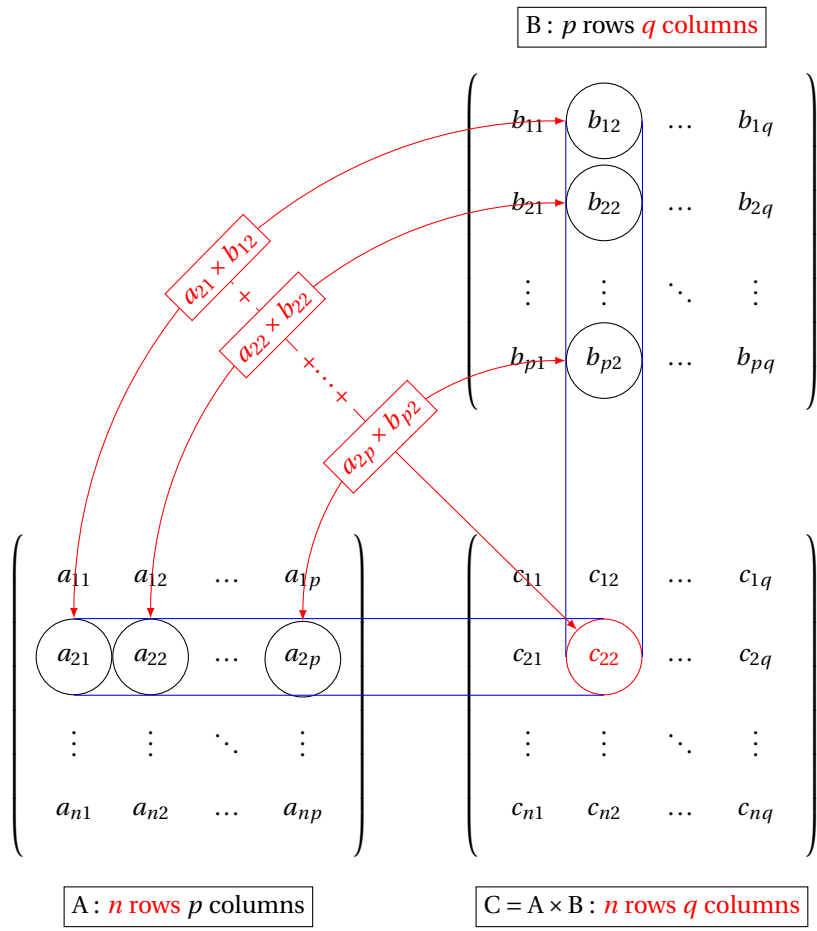 B : p rows q columns
b₁₁ b₁₂ … b₁q
b₂₁ b₂₂ … b₂q
⋮ ⋮ ⋱ ⋮
bₚ₁ bₚ₂ … bₚq
a₂₁ × b₁₂
+
a₂₂ × b₂₂
+…+
a₂ₚ × bₚ₂
a₁₁ a₁₂ … a₁ₚ
a₂₁ a₂₂ … a₂ₚ
⋮ ⋮ ⋱ ⋮
aₙ₁ aₙ₂ … aₙₚ
c₁₁ c₁₂ … c₁q
c₂₁ c₂₂ … c₂q
⋮ ⋮ ⋱ ⋮
cₙ₁ cₙ₂ … cₙq
A : n rows p columns
C = A × B : n rows q columns